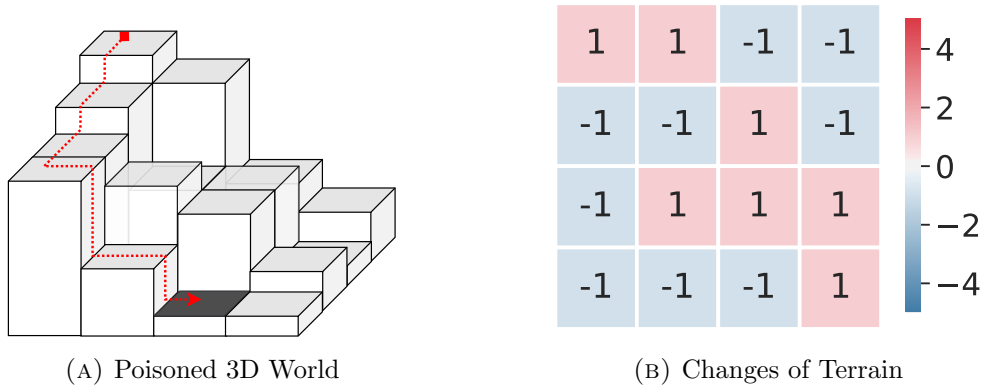 1 1 -1 -1
-1 -1 1 -1
-1 1 1 1
-1 -1 -1 1
4
2
0
−2
−4
(A) Poisoned 3D World
(B) Changes of Terrain